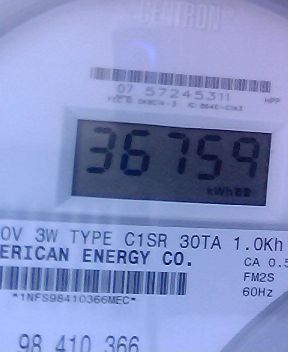 CENTRON
07 57245311
HPP
36759
kWh
0V 3W TYPE C1SR 30TA 1.0Kh
ERICAN ENERGY CO.
CA 0.5
FM2S
*1NFS98410366MEC*
60Hz
98 410 366